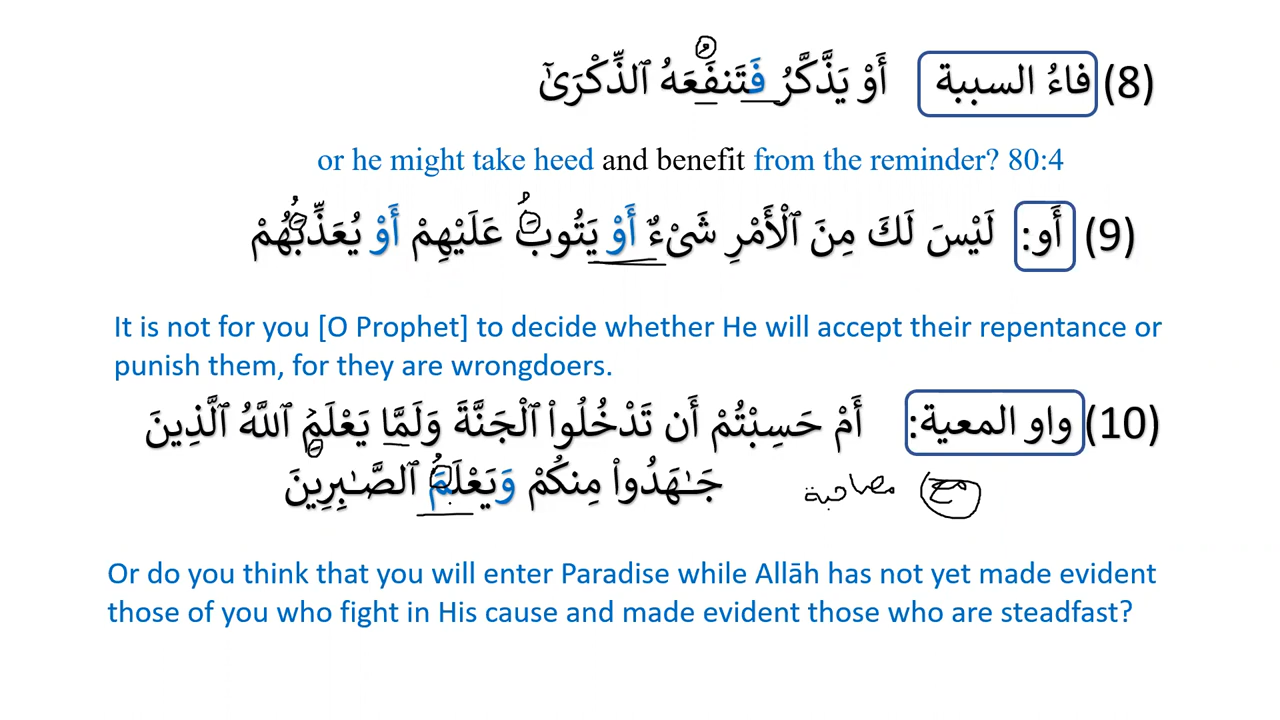 (8) فاءُ السببية أَوْ يَذَّكَّرُ فَتَنفَعَهُ ٱلذِّكْرَىٰٓ
or he might take heed and benefit from the reminder? 80:4
(9) أَو: لَيْسَ لَكَ مِنَ ٱلْأَمْرِ شَىْءٌ أَوْ يَتُوبَ عَلَيْهِمْ أَوْ يُعَذِّبَهُمْ
It is not for you [O Prophet] to decide whether He will accept their repentance or
punish them, for they are wrongdoers.
(10) واو المعية: أَمْ حَسِبْتُمْ أَن تَدْخُلُوا۟ ٱلْجَنَّةَ وَلَمَّا يَعْلَمِ ٱللَّهُ ٱلَّذِينَ
جَـٰهَدُوا۟ مِنكُمْ وَيَعْلَمَ ٱلصَّـٰبِرِينَ
مع مصاحبة
Or do you think that you will enter Paradise while Allāh has not yet made evident
those of you who fight in His cause and made evident those who are steadfast?